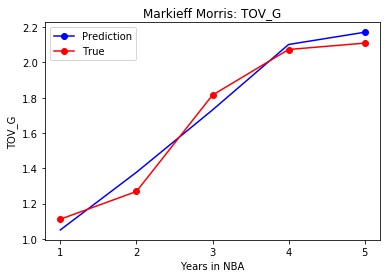 Markieff Morris: TOV_G
Prediction
True
TOV_G
2.2
2.0
1.8
1.6
1.4
1.2
1.0
1 2 3 4 5
Years in NBA